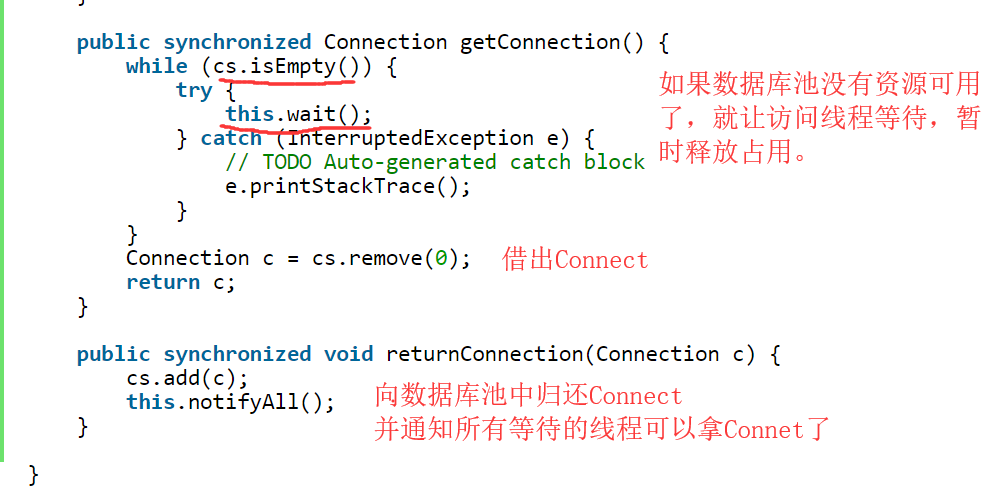 }
public synchronized Connection getConnection() {
while (cs.isEmpty()) {
try {
this.wait();
} catch (InterruptedException e) {
// TODO Auto-generated catch block
e.printStackTrace();
}
}
Connection c = cs.remove(0);
return c;
}
如果数据库池没有资源可用
了，就让访问线程等待，暂
时释放占用。
借出Connect
public synchronized void returnConnection(Connection c) {
cs.add(c);
this.notifyAll();
}
向数据库池中归还Connect
并通知所有等待的线程可以拿Connet了
}